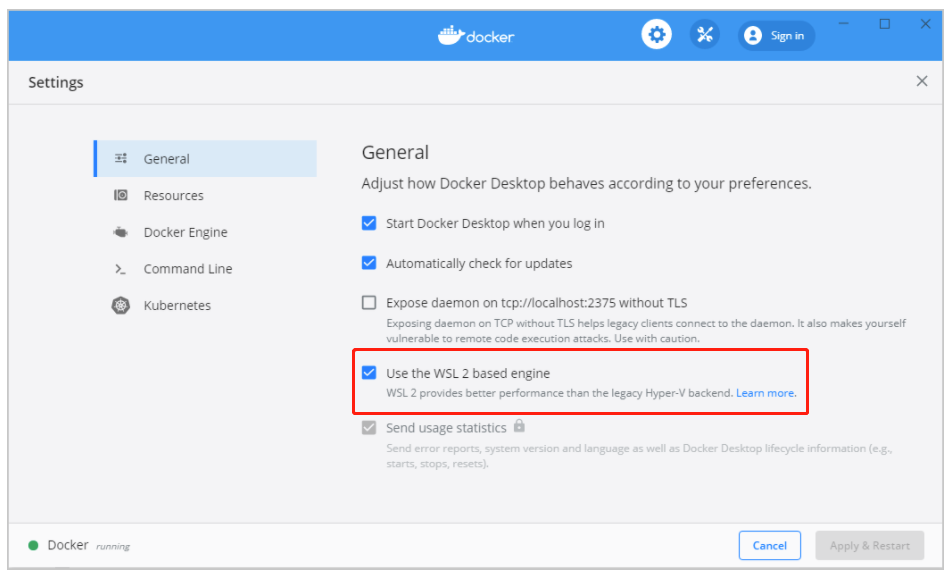 docker
Sign in
Settings
General
Resources
Docker Engine
Command Line
Kubernetes
General
Adjust how Docker Desktop behaves according to your preferences.
Start Docker Desktop when you log in
Automatically check for updates
Expose daemon on tcp://localhost:2375 without TLS
Exposing daemon on TCP without TLS helps legacy clients connect to the daemon. It also makes yourself
vulnerable to remote code execution attacks. Use with caution.
Use the WSL 2 based engine
WSL 2 provides better performance than the legacy Hyper-V backend. Learn more.
Send usage statistics
Send error reports, system version and language as well as Docker Desktop lifecycle information (e.g.,
starts, stops, resets).
Docker running
Cancel
Apply & Restart